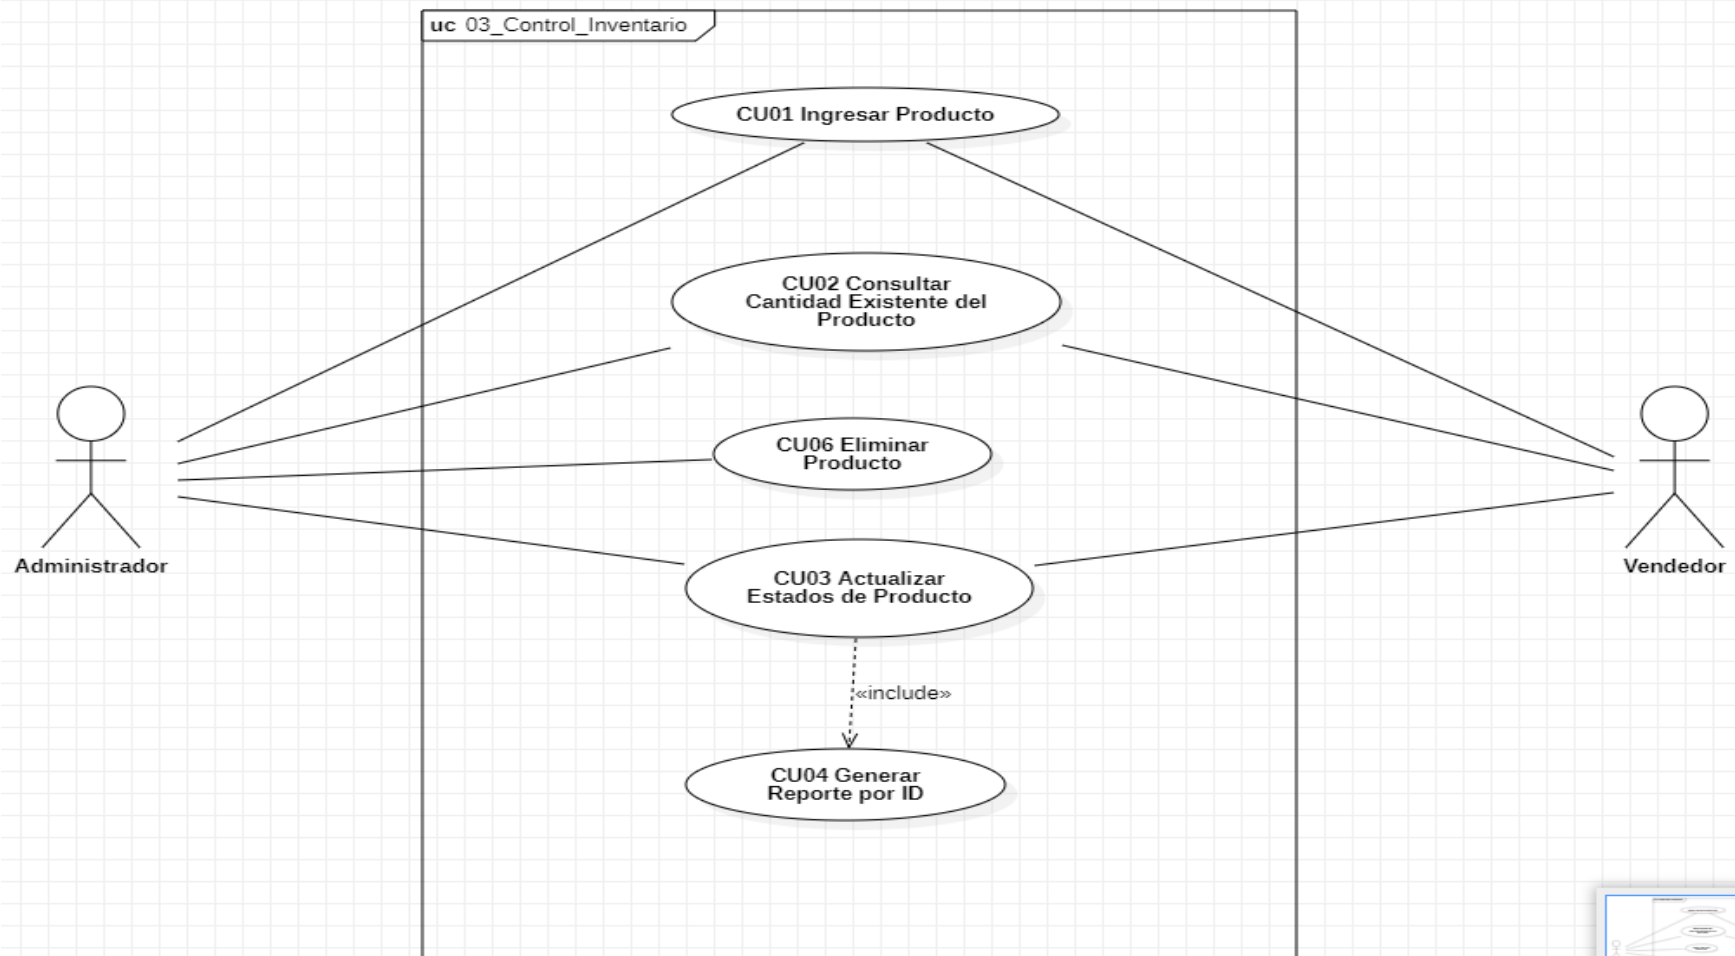 uc 03_Control_Inventario
CU01 Ingresar Producto
CU02 Consultar
Cantidad Existente del
Producto
CU06 Eliminar
Producto
Administrador
Vendedor
CU03 Actualizar
Estados de Producto
«include»
CU04 Generar
Reporte por ID